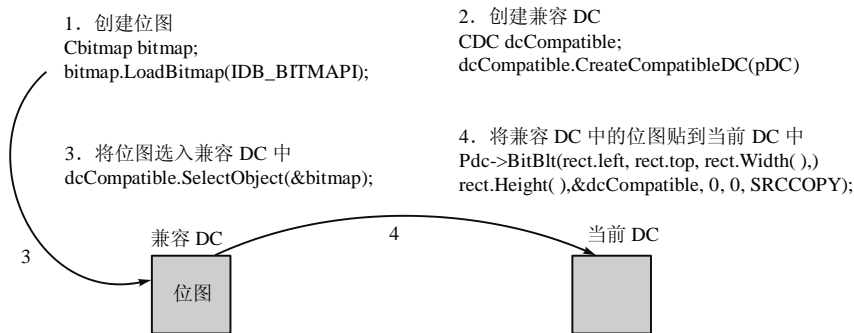 1．创建位图
Cbitmap bitmap;
bitmap.LoadBitmap(IDB_BITMAPI);
2．创建兼容 DC
CDC dcCompatible;
dcCompatible.CreateCompatibleDC(pDC)
3．将位图选入兼容 DC 中
dcCompatible.SelectObject(&bitmap);
4．将兼容 DC 中的位图贴到当前 DC 中
Pdc->BitBlt(rect.left, rect.top, rect.Width( ),)
rect.Height( ),&dcCompatible, 0, 0, SRCCOPY);
兼容 DC
4
当前 DC
3
位图